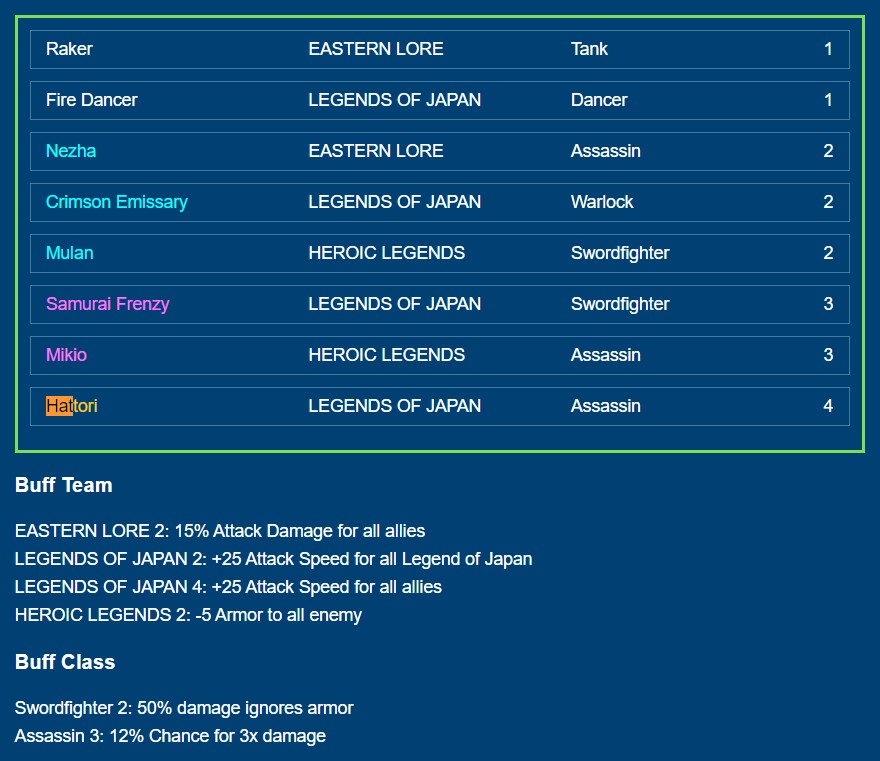 Raker EASTERN LORE Tank 1
Fire Dancer LEGENDS OF JAPAN Dancer 1
Nezha EASTERN LORE Assassin 2
Crimson Emissary LEGENDS OF JAPAN Warlock 2
Mulan HEROIC LEGENDS Swordfighter 2
Samurai Frenzy LEGENDS OF JAPAN Swordfighter 3
Mikio HEROIC LEGENDS Assassin 3
Hattori LEGENDS OF JAPAN Assassin 4
Buff Team
EASTERN LORE 2: 15% Attack Damage for all allies
LEGENDS OF JAPAN 2: +25 Attack Speed for all Legend of Japan
LEGENDS OF JAPAN 4: +25 Attack Speed for all allies
HEROIC LEGENDS 2: -5 Armor to all enemy
Buff Class
Swordfighter 2: 50% damage ignores armor
Assassin 3: 12% Chance for 3x damage